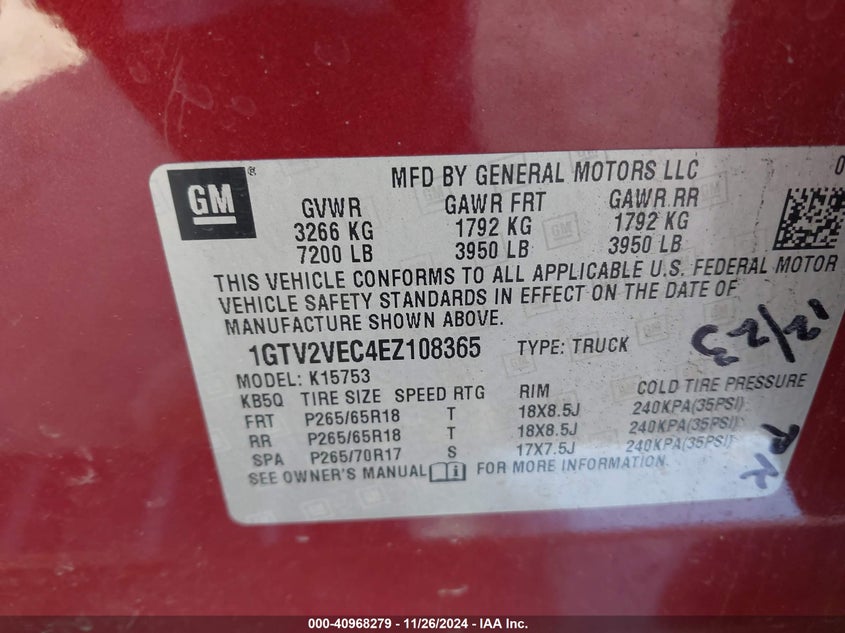 GM®
MFD BY GENERAL MOTORS LLC
0
GVWR GAWR FRT GAWR RR
3266 KG 1792 KG 1792 KG
7200 LB 3950 LB 3950 LB
THIS VEHICLE CONFORMS TO ALL APPLICABLE U.S. FEDERAL MOTOR
VEHICLE SAFETY STANDARDS IN EFFECT ON THE DATE OF
MANUFACTURE SHOWN ABOVE.
1GTV2VEC4EZ108365 TYPE: TRUCK
MODEL: K15753
KB5Q TIRE SIZE SPEED RTG RIM COLD TIRE PRESSURE
FRT P265/65R18 T 18X8.5J 240KPA(35PSI)
RR P265/65R18 T 18X8.5J 240KPA(35PSI)
SPA P265/70R17 S 17X7.5J 240KPA(35PSI)
SEE OWNER'S MANUAL FOR MORE INFORMATION.
12/23
000-40968279 - 11/26/2024 - IAA Inc.